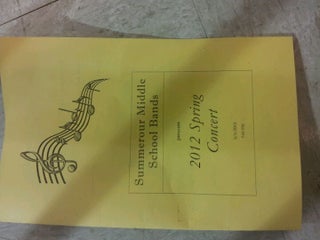 Summerour Middle
School Bands
presents
2012 Spring
Concert